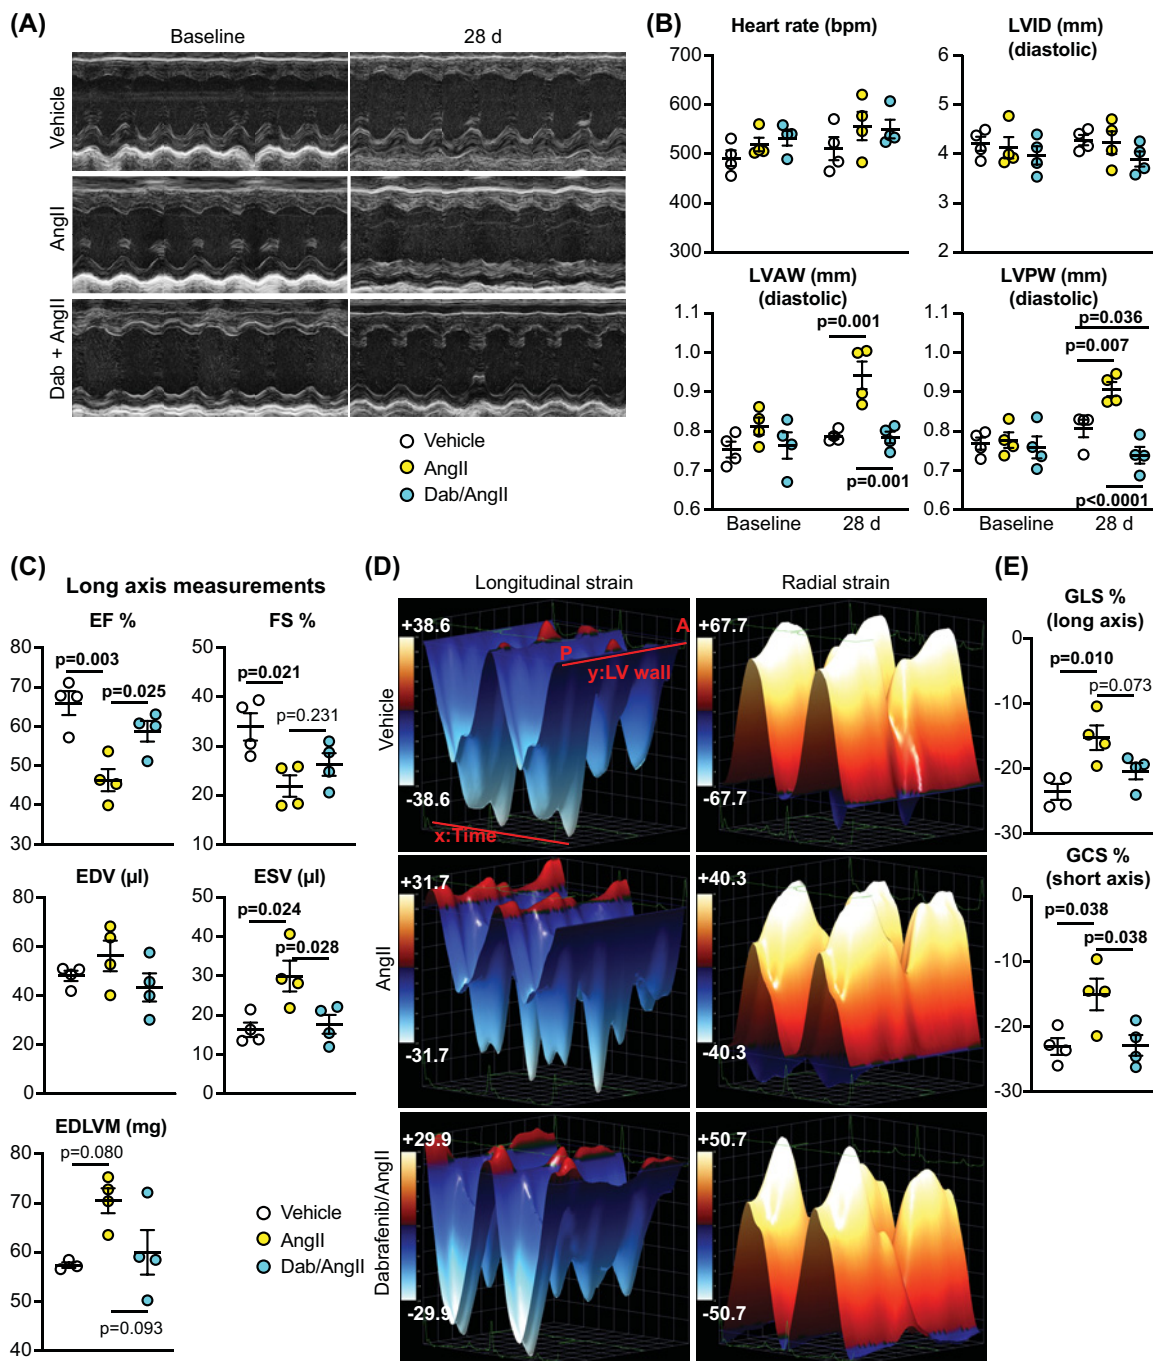 (A)
Baseline
28 d
Vehicle
AngII
Dab + AngII
Vehicle
AngII
Dab/AngII
(B)
Heart rate (bpm)
700
600
500
400
300
LVID (mm)
(diastolic)
6
5
4
3
2
LVAW (mm)
(diastolic)
1.1
1.0
0.9
0.8
0.7
0.6
p=0.001
p=0.001
Baseline
28 d
LVPW (mm)
(diastolic)
1.1
1.0
0.9
0.8
0.7
0.6
p=0.036
p=0.007
p<0.0001
Baseline
28 d
(C)
Long axis measurements
EF %
80
70
60
50
40
30
p=0.003
p=0.025
FS %
50
40
30
20
10
p=0.021
p=0.231
EDV (µl)
80
60
40
20
0
ESV (µl)
50
40
30
20
10
0
p=0.024
p=0.028
EDLVM (mg)
80
70
60
50
40
p=0.080
p=0.093
Vehicle
AngII
Dab/AngII
(D)
Longitudinal strain
Radial strain
Vehicle
+38.6
-38.6
A
P
y:LV wall
x:Time
+67.7
-67.7
AngII
+31.7
-31.7
+40.3
-40.3
Dabrafenib/AngII
+29.9
-29.9
+50.7
-50.7
(E)
GLS %
(long axis)
0
-10
-20
-30
p=0.010
p=0.073
GCS %
(short axis)
0
-10
-20
-30
p=0.038
p=0.038